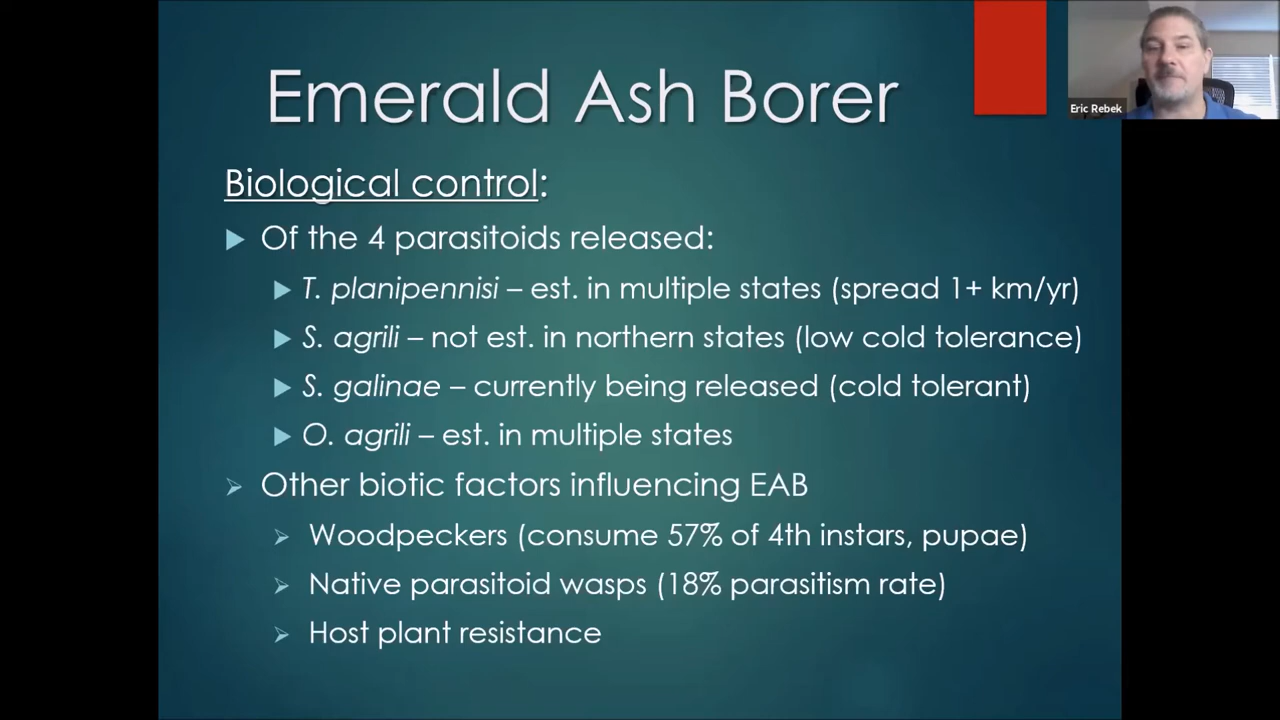 Emerald Ash Borer
Eric Rebek
Biological control:
Of the 4 parasitoids released:
T. planipennisi – est. in multiple states (spread 1+ km/yr)
S. agrili – not est. in northern states (low cold tolerance)
S. galinae – currently being released (cold tolerant)
O. agrili – est. in multiple states
Other biotic factors influencing EAB
Woodpeckers (consume 57% of 4th instars, pupae)
Native parasitoid wasps (18% parasitism rate)
Host plant resistance